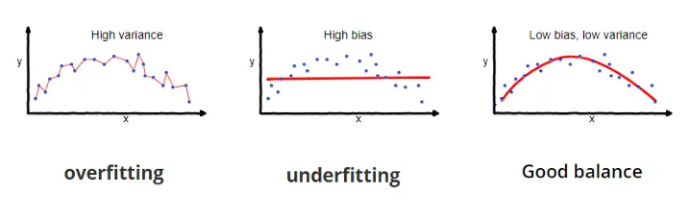 High variance
y
x
overfitting
High bias
y
x
underfitting
Low bias, low variance
y
x
Good balance